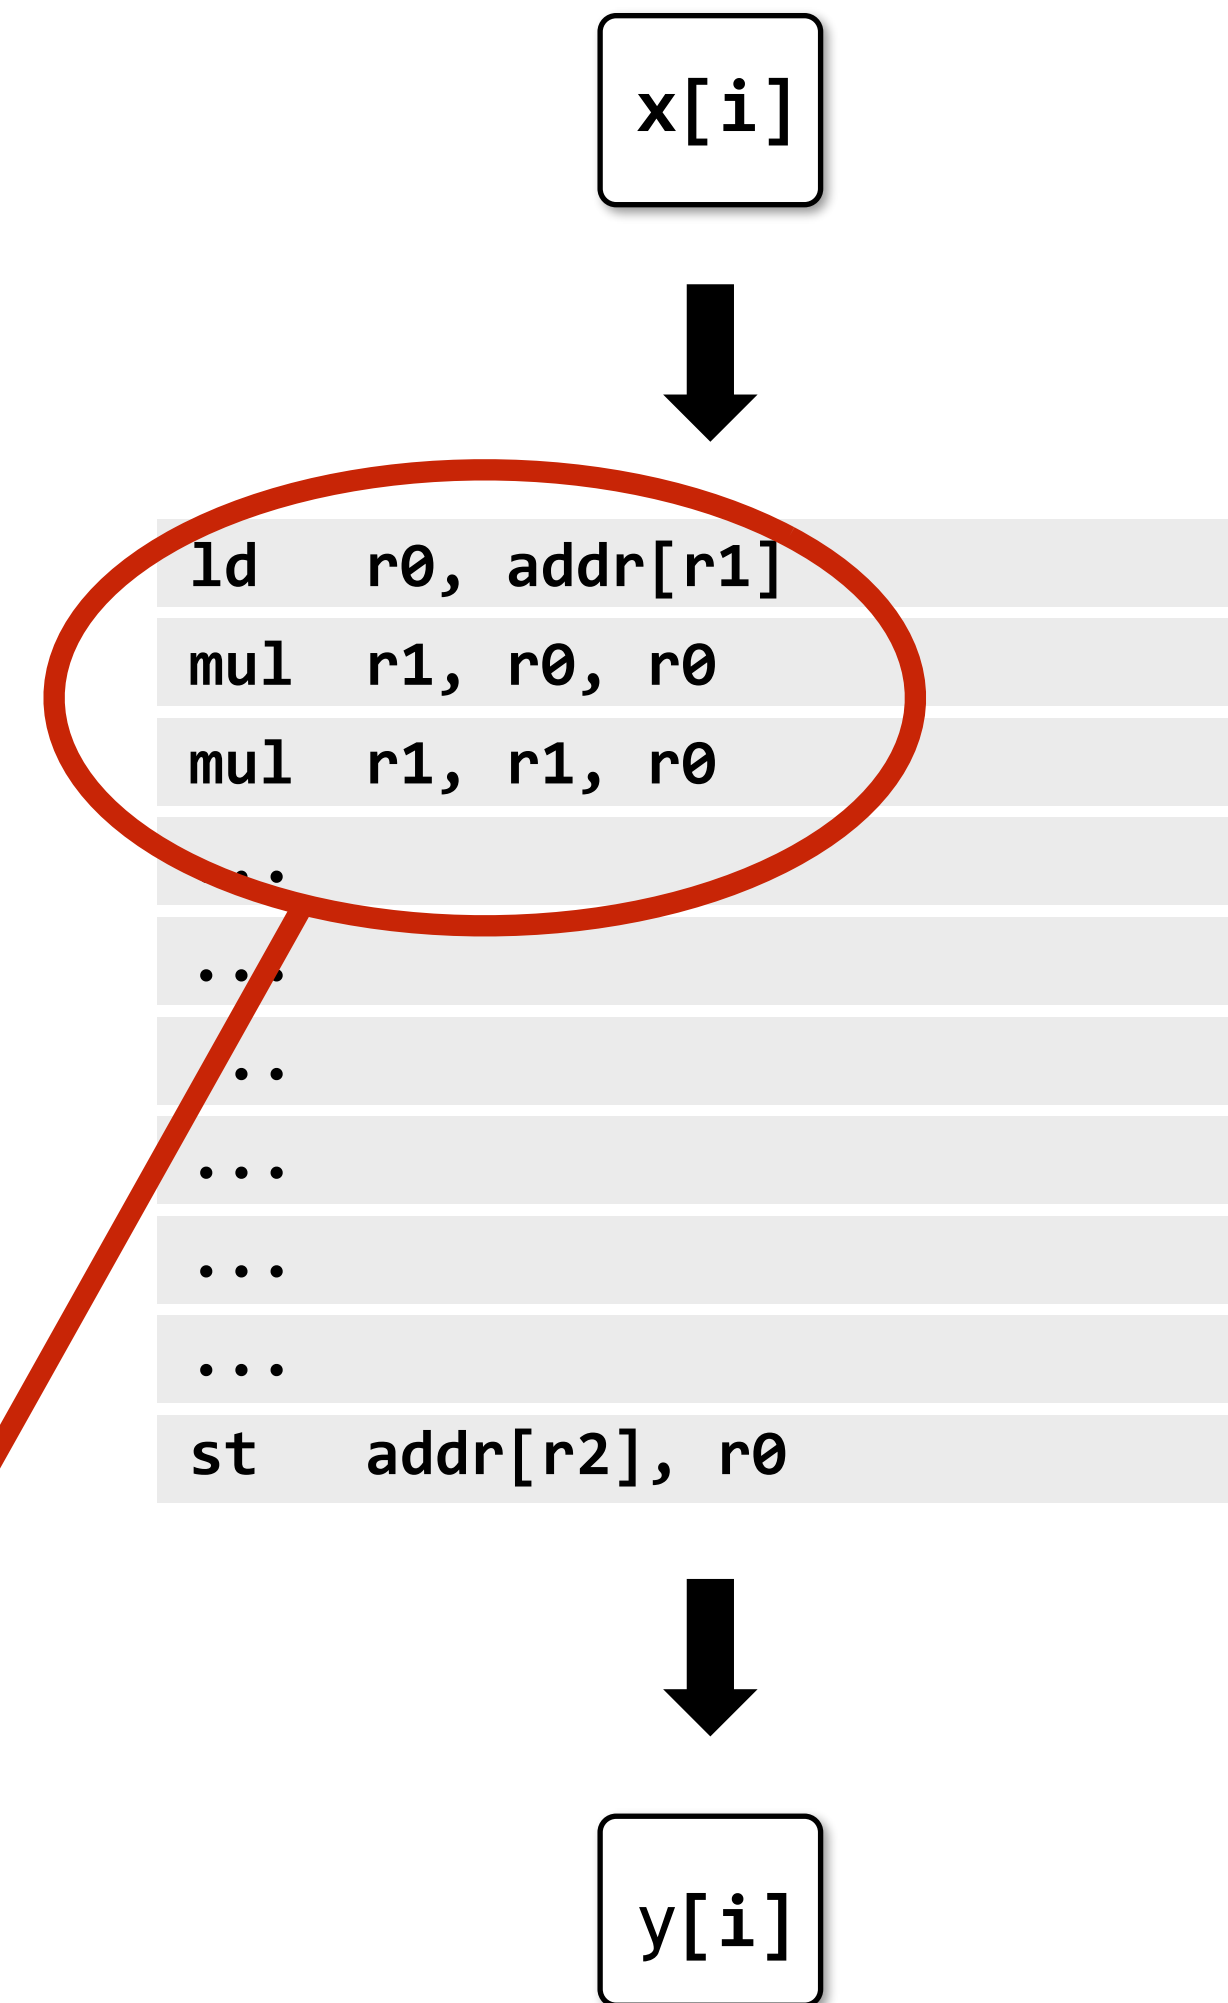 x[i]
ld r0, addr[r1]
mul r1, r0, r0
mul r1, r1, r0
...
...
...
...
...
...
st addr[r2], r0
y[i]